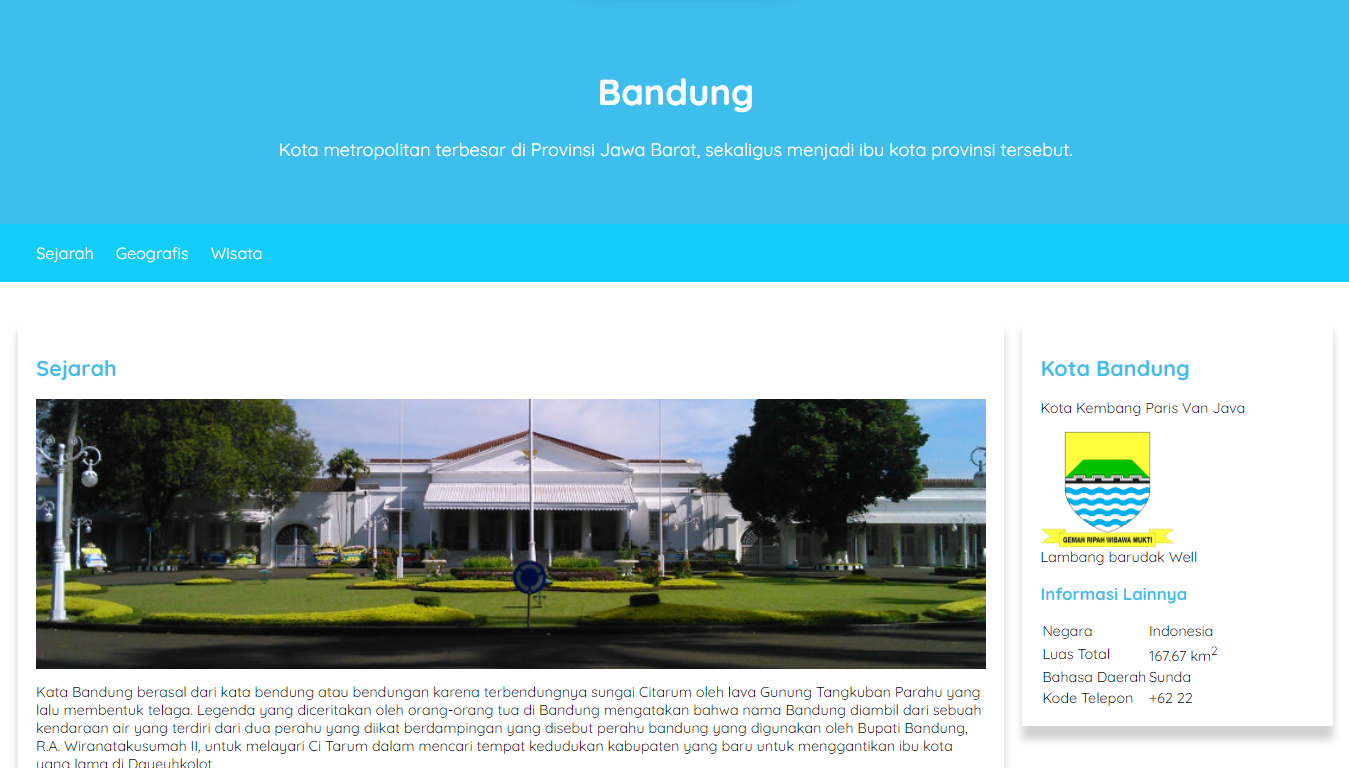 Bandung
Kota metropolitan terbesar di Provinsi Jawa Barat, sekaligus menjadi ibu kota provinsi tersebut.
Sejarah Geografis Wisata
Sejarah
Kata Bandung berasal dari kata bendung atau bendungan karena terbendungnya sungai Citarum oleh lava Gunung Tangkuban Parahu yang
lalu membentuk telaga. Legenda yang diceritakan oleh orang-orang tua di Bandung mengatakan bahwa nama Bandung diambil dari sebuah
kendaraan air yang terdiri dari dua perahu yang diikat berdampingan yang disebut perahu bandung yang digunakan oleh Bupati Bandung,
R.A. Wiranatakusumah II, untuk melayari Ci Tarum dalam mencari tempat kedudukan kabupaten yang baru untuk menggantikan ibu kota
yang lama di Dayeuhkolot.
Kota Bandung
Kota Kembang Paris Van Java
GEMAH RIPAH WIBAWA MUKTI
Lambang barudak Well
Informasi Lainnya
Negara Indonesia
Luas Total 167.67 km²
Bahasa Daerah Sunda
Kode Telepon +62 22